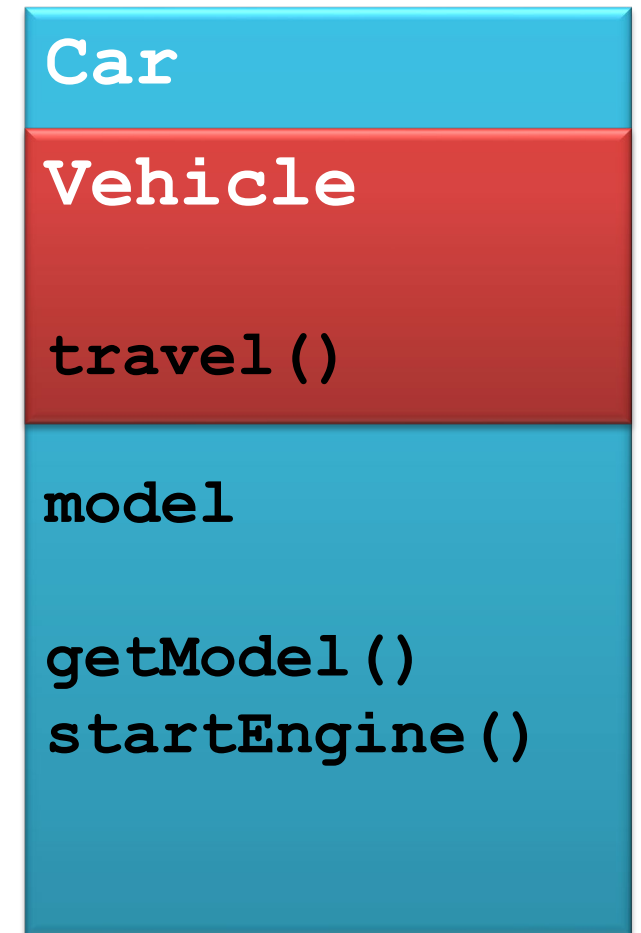 Car
Vehicle
travel()
model
getModel()
startEngine()